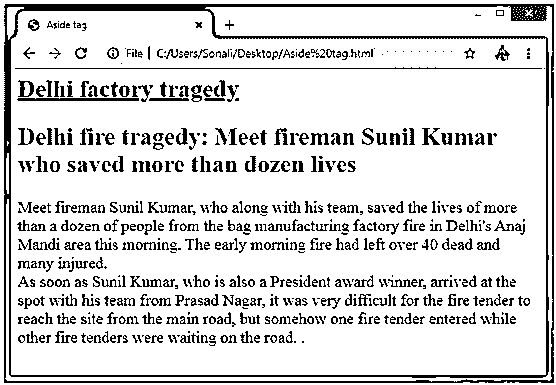 Aside tag
File | C:/Users/Sonali/Desktop/Aside%20tag.html
Delhi factory tragedy
Delhi fire tragedy: Meet fireman Sunil Kumar
who saved more than dozen lives
Meet fireman Sunil Kumar, who along with his team, saved the lives of more
than a dozen of people from the bag manufacturing factory fire in Delhi's Anaj
Mandi area this morning. The early morning fire had left over 40 dead and
many injured.
As soon as Sunil Kumar, who is also a President award winner, arrived at the
spot with his team from Prasad Nagar, it was very difficult for the fire tender to
reach the site from the main road, but somehow one fire tender entered while
other fire tenders were waiting on the road. .